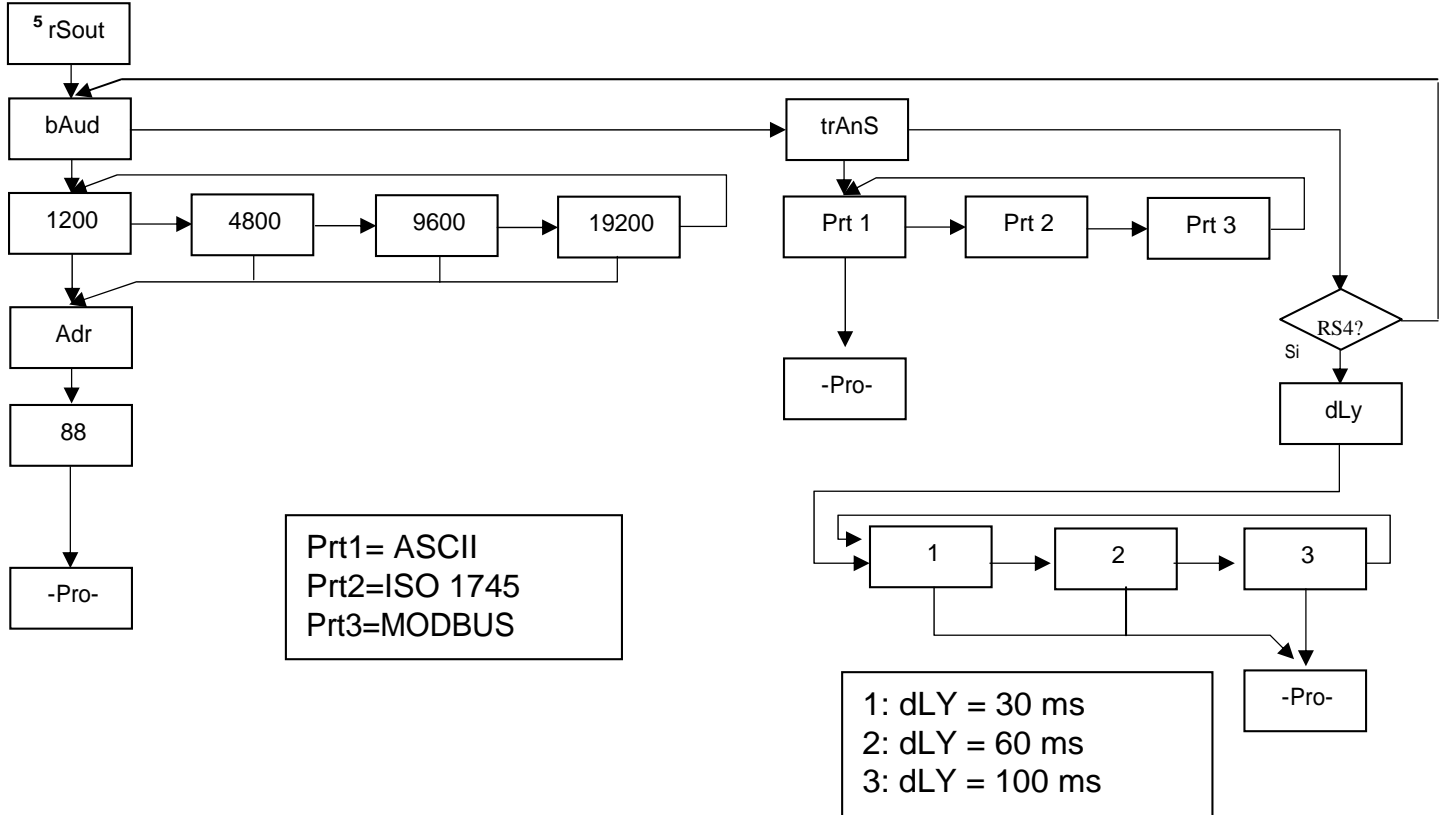 5 rSout
bAud
trAnS
1200
4800
9600
19200
Prt 1
Prt 2
Prt 3
Adr
RS4?
Si
88
-Pro-
dLy
Prt1= ASCII
Prt2=ISO 1745
Prt3=MODBUS
1
2
3
-Pro-
-Pro-
1: dLY = 30 ms
2: dLY = 60 ms
3: dLY = 100 ms